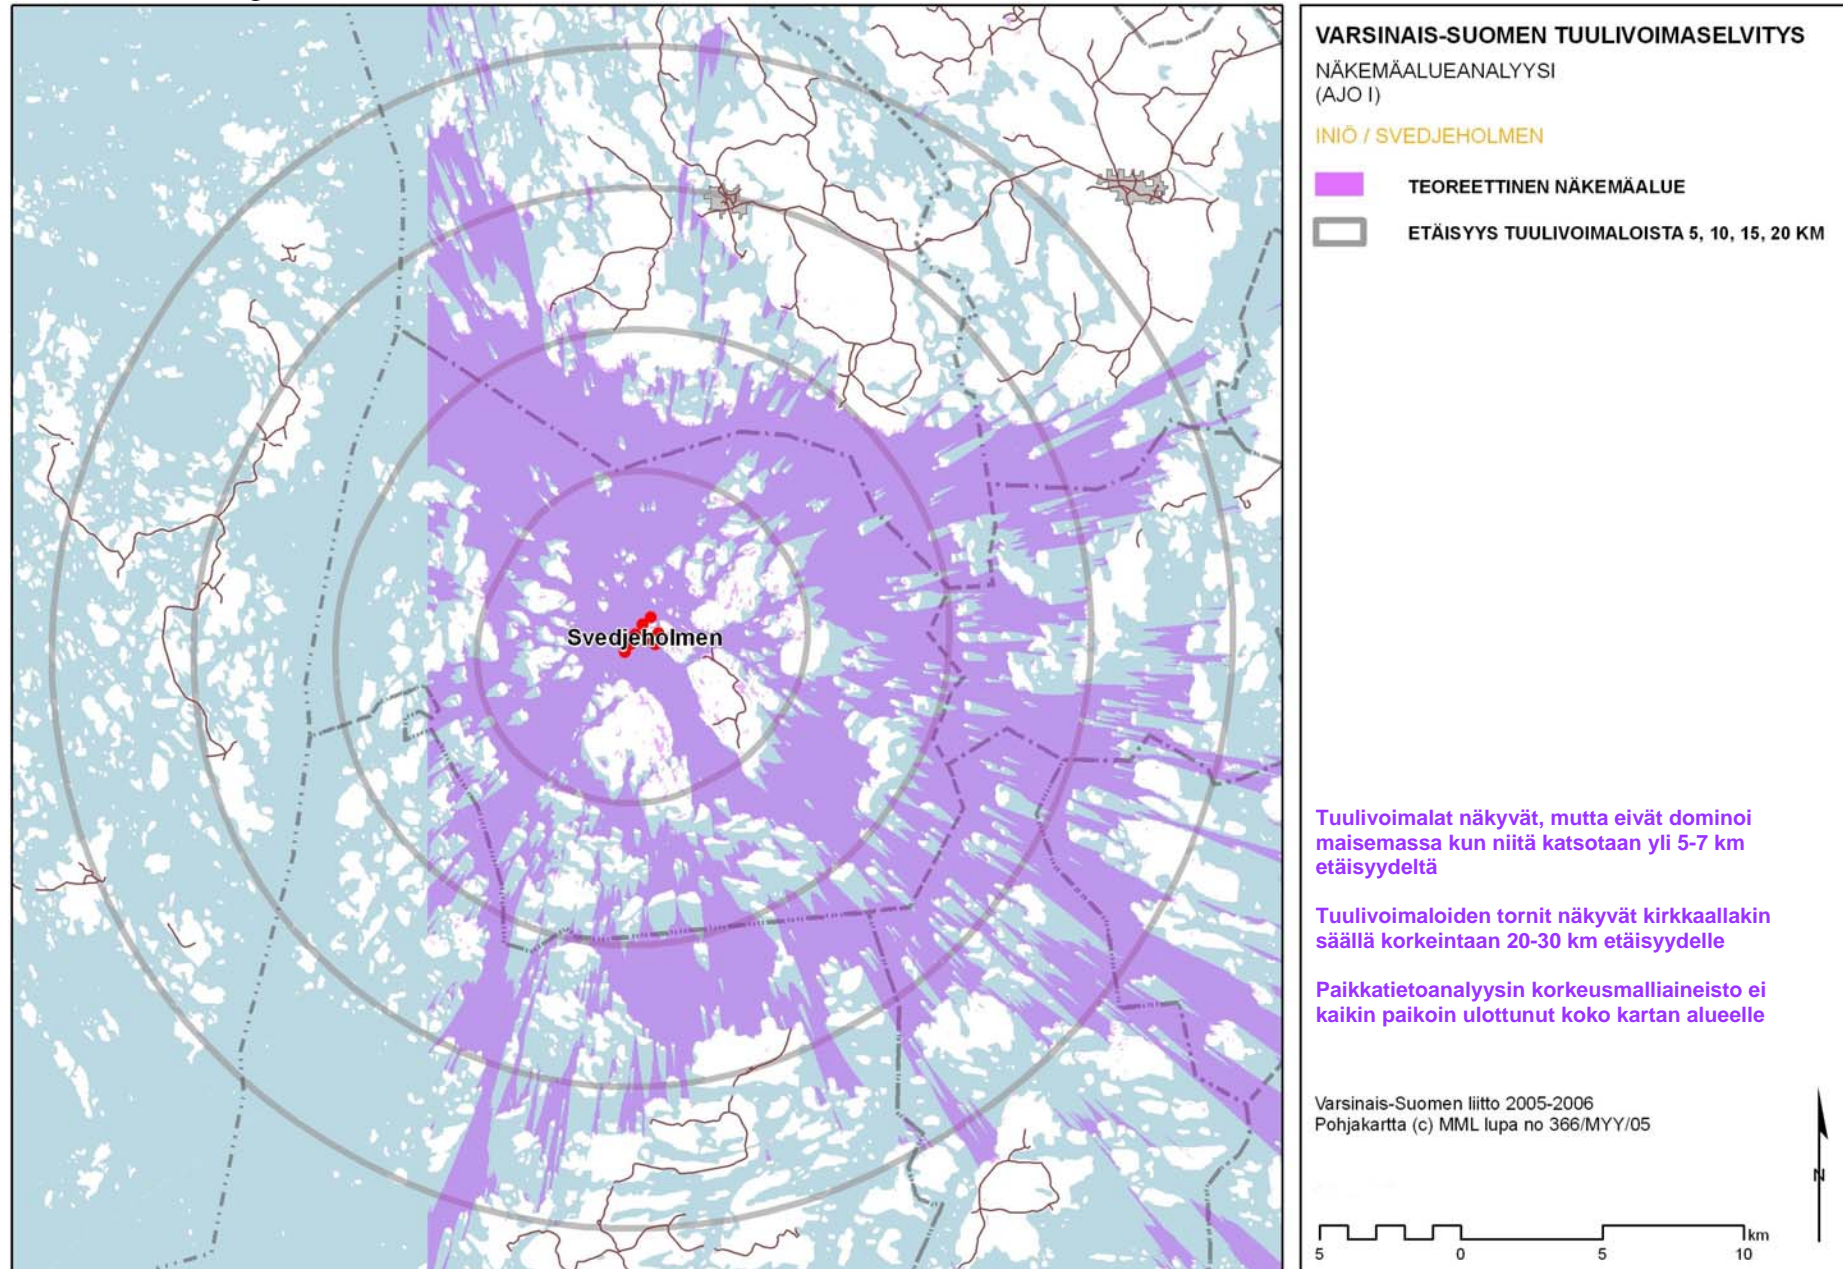 VARSINAIS-SUOMEN TUULIVOIMASELVITYS
NÄKEMÄALUEANALYYSI
(AJO I)
INIÖ / SVEDJEHOLMEN
TEOREETTINEN NÄKEMÄALUE
ETÄISYYS TUULIVOIMALOISTA 5, 10, 15, 20 KM
Svedjeholmen
Tuulivoimalat näkyvät, mutta eivät dominoi
maisemassa kun niitä katsotaan yli 5-7 km
etäisyydeltä
Tuulivoimaloiden tornit näkyvät kirkkaallakin
säällä korkeintaan 20-30 km etäisyydelle
Paikkatietoanalyysin korkeusmalliaineisto ei
kaikin paikoin ulottunut koko kartan alueelle
Varsinais-Suomen liitto 2005-2006
Pohjakartta (c) MML lupa no 366/MYY/05
N
km
5 0 5 10